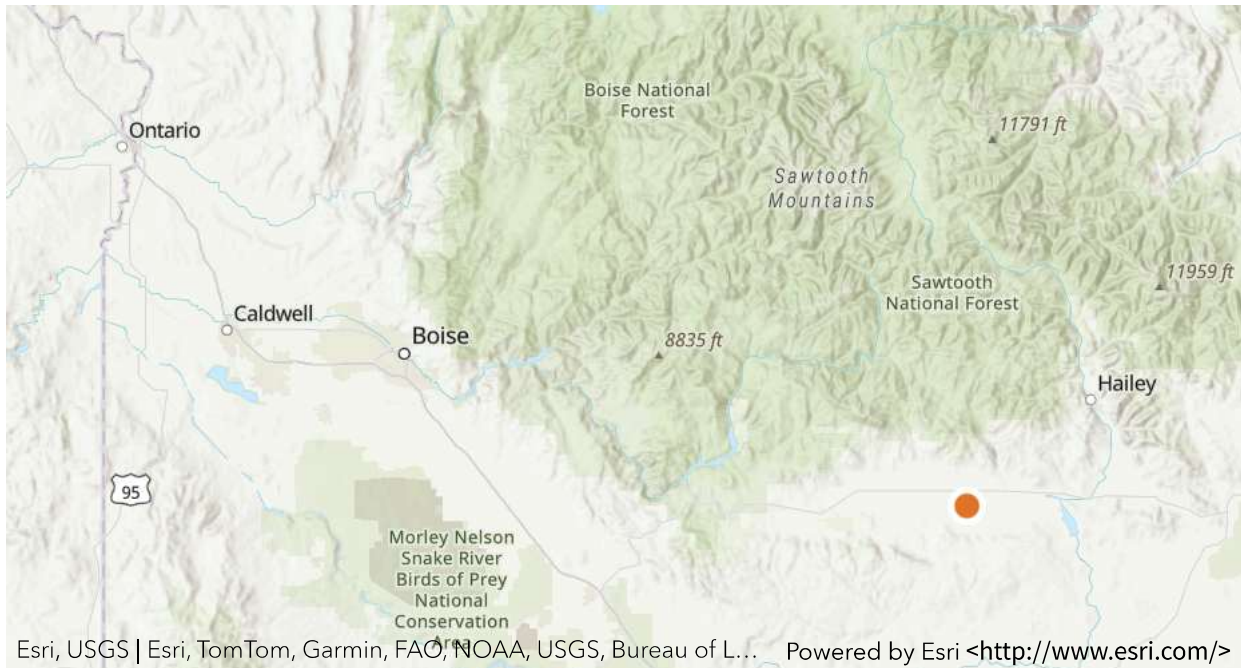 Boise National
Forest
11791 ft
Ontario
Sawtooth
Mountains
11959 ft
Sawtooth
National Forest
Caldwell
Boise
8835 ft
Hailey
95
Morley Nelson
Snake River
Birds of Prey
National
Conservation
Area
Esri, USGS | Esri, TomTom, Garmin, FAO, NOAA, USGS, Bureau of L... Powered by Esri <http://www.esri.com/>